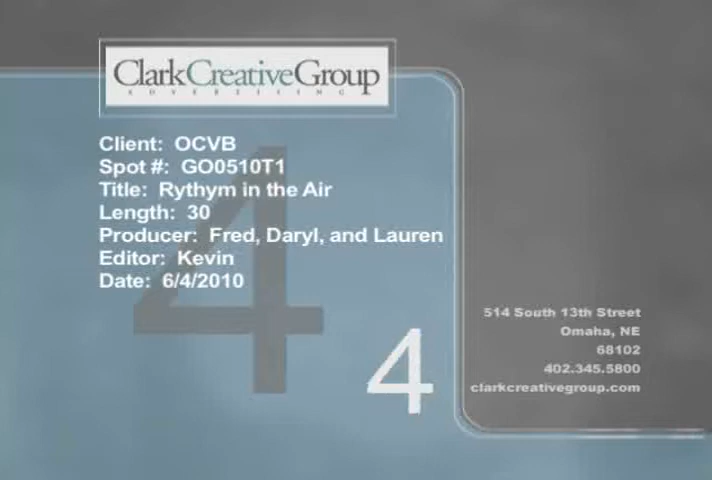 ClarkCreativeGroup
ADVERTISING
Client: OCVB
Spot #: GO0510T1
Title: Rythym in the Air
Length: 30
Producer: Fred, Daryl, and Lauren
Editor: Kevin
Date: 6/4/2010
4
4
514 South 13th Street
Omaha, NE
68102
402.345.5800
clarkcreativegroup.com